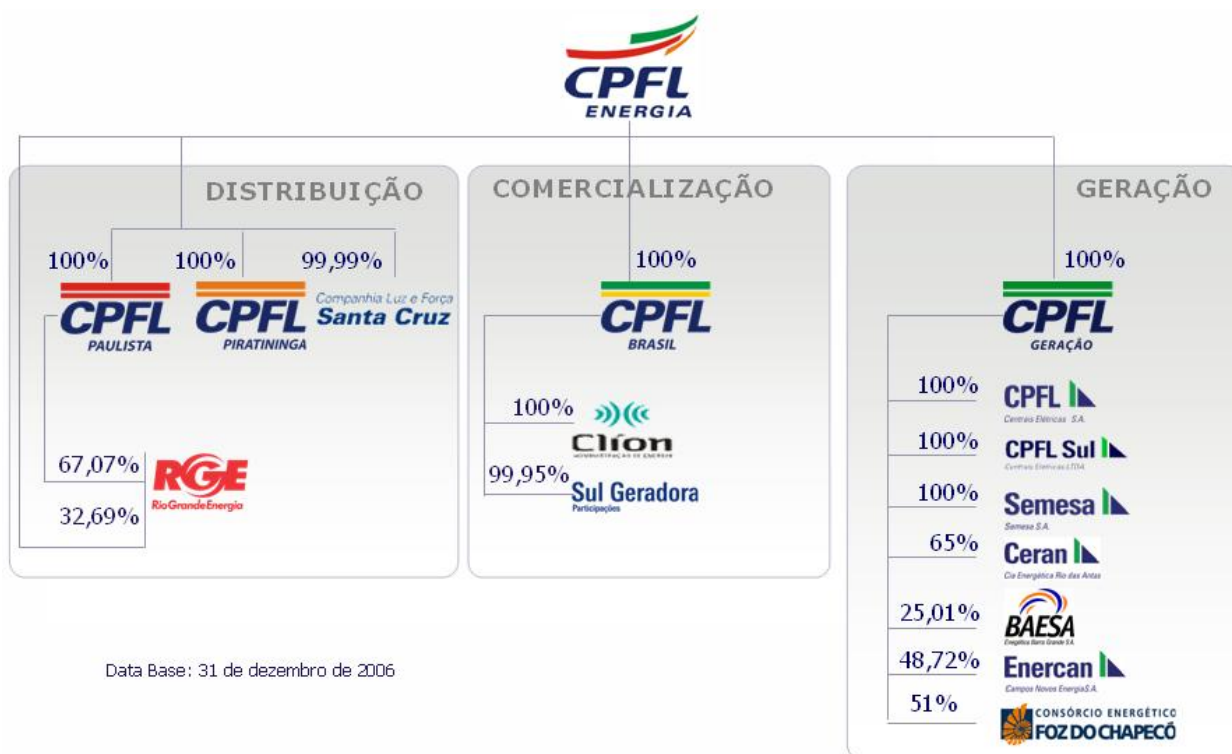 CPFL
ENERGIA
DISTRIBUIÇÃO
100%
100%
99,99%
CPFL
PAULISTA
CPFL
PIRATININGA
Companhia Luz e Força
Santa Cruz
67,07%
32,69%
RGE
Rio Grande Energia
COMERCIALIZAÇÃO
100%
CPFL
BRASIL
100%
Clion
99,95%
Sul Geradora
Participações
GERAÇÃO
100%
CPFL
GERAÇÃO
100%
CPFL
Centrais Elétricas S.A.
100%
CPFL Sul
Centrais Elétricas LTDA.
100%
Semesa
Semesa S.A.
65%
Ceran
Cia Energética Rio das Antas
25,01%
BAESA
Energética Barra Grande S.A.
48,72%
Enercan
Campos Novos Energia S.A.
51%
CONSÓRCIO ENERGÉTICO
FOZ DO CHAPECÓ
Data Base: 31 de dezembro de 2006